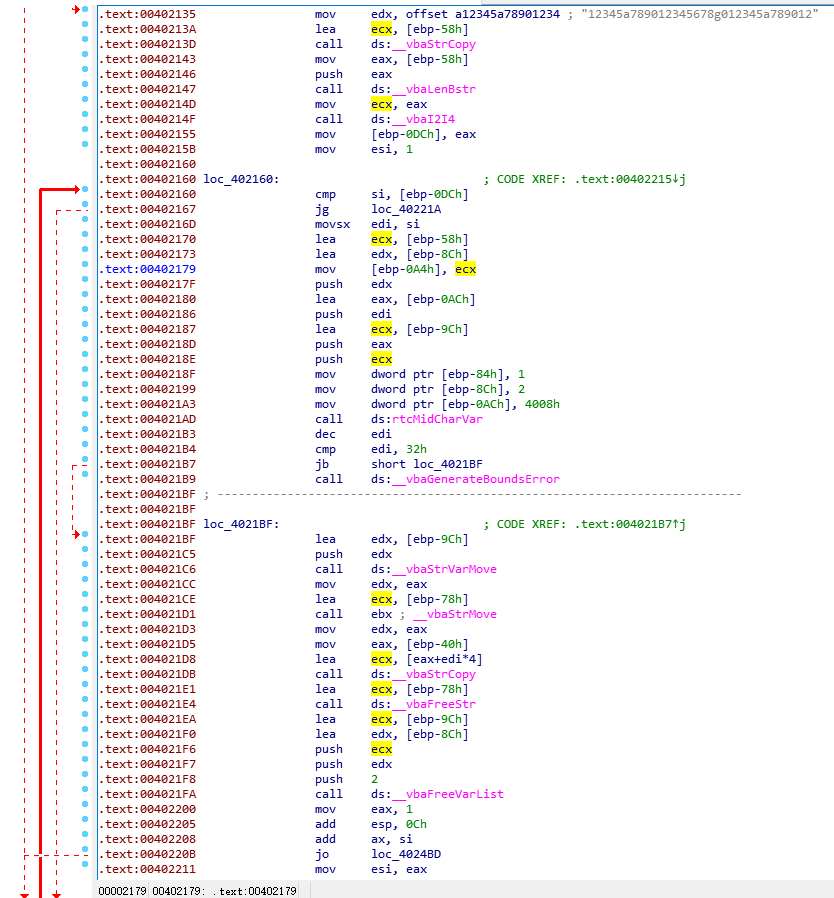 .text:00402135 mov edx, offset a12345a78901234 ; "12345a789012345678g012345a789012"
.text:0040213A lea ecx, [ebp-58h]
.text:0040213D call ds:__vbaStrCopy
.text:00402143 mov eax, [ebp-58h]
.text:00402146 push eax
.text:00402147 call ds:__vbaLenBstr
.text:0040214D mov ecx, eax
.text:0040214F call ds:__vbaI2I4
.text:00402155 mov [ebp-0DCh], eax
.text:0040215B mov esi, 1
.text:00402160
.text:00402160 loc_402160: ; CODE XREF: .text:00402215↓j
.text:00402160 cmp si, [ebp-0DCh]
.text:00402167 jg loc_40221A
.text:0040216D movsx edi, si
.text:00402170 lea ecx, [ebp-58h]
.text:00402173 lea edx, [ebp-8Ch]
.text:00402179 mov [ebp-0A4h], ecx
.text:0040217F push edx
.text:00402180 lea eax, [ebp-0ACh]
.text:00402186 push edi
.text:00402187 lea ecx, [ebp-9Ch]
.text:0040218D push eax
.text:0040218E push ecx
.text:0040218F mov dword ptr [ebp-84h], 1
.text:00402199 mov dword ptr [ebp-8Ch], 2
.text:004021A3 mov dword ptr [ebp-0ACh], 4008h
.text:004021AD call ds:rtcMidCharVar
.text:004021B3 dec edi
.text:004021B4 cmp edi, 32h
.text:004021B7 jb short loc_4021BF
.text:004021B9 call ds:__vbaGenerateBoundsError
.text:004021BF ; ---------------------------------------------------------------------------
.text:004021BF
.text:004021BF loc_4021BF: ; CODE XREF: .text:004021B7↑j
.text:004021BF lea edx, [ebp-9Ch]
.text:004021C5 push edx
.text:004021C6 call ds:__vbaStrVarMove
.text:004021CC mov edx, eax
.text:004021CE lea ecx, [ebp-78h]
.text:004021D1 call ebx ; __vbaStrMove
.text:004021D3 mov edx, eax
.text:004021D5 mov eax, [ebp-40h]
.text:004021D8 lea ecx, [eax+edi*4]
.text:004021DB call ds:__vbaStrCopy
.text:004021E1 lea ecx, [ebp-78h]
.text:004021E4 call ds:__vbaFreeStr
.text:004021EA lea ecx, [ebp-9Ch]
.text:004021F0 lea edx, [ebp-8Ch]
.text:004021F6 push ecx
.text:004021F7 push edx
.text:004021F8 push 2
.text:004021FA call ds:__vbaFreeVarList
.text:00402200 mov eax, 1
.text:00402205 add esp, 0Ch
.text:00402208 add ax, si
.text:0040220B jo loc_4024BD
.text:00402211 mov esi, eax
00002179 00402179: .text:00402179